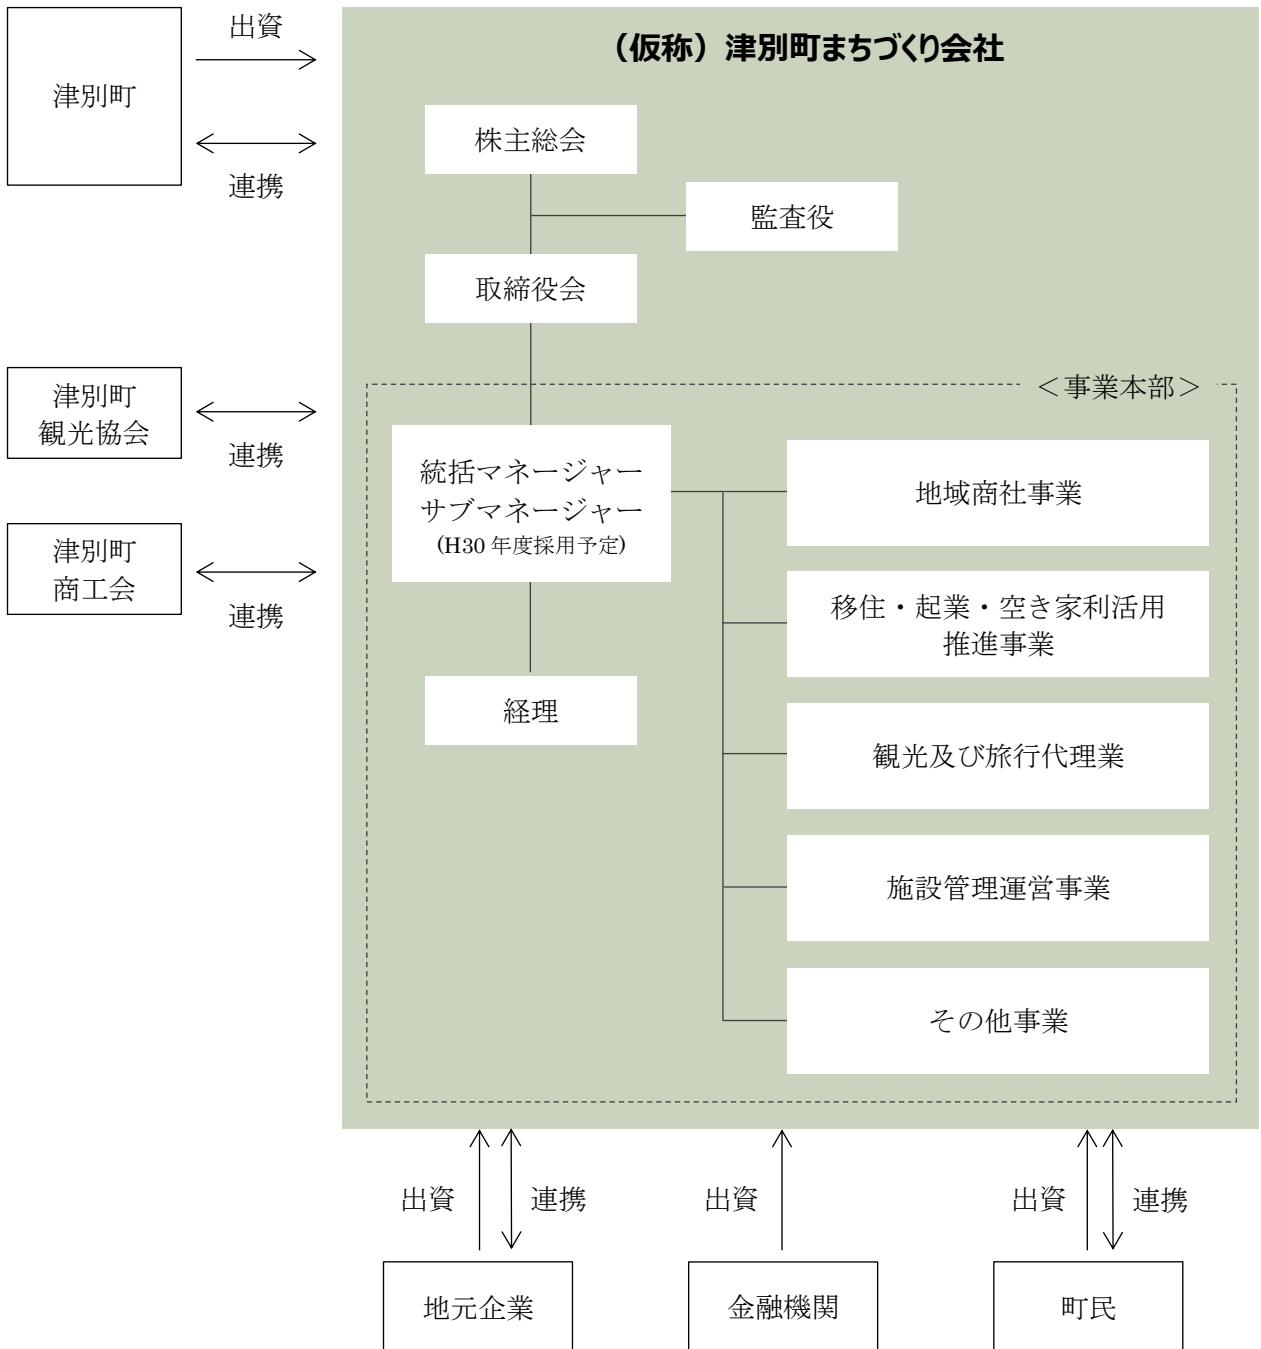 出資
（仮称）津別町まちづくり会社
津別町
連携
株主総会
監査役
取締役会
＜事業本部＞
津別町
観光協会
連携
統括マネージャー
サブマネージャー
(H30 年度採用予定)
地域商社事業
津別町
商工会
連携
移住・起業・空き家利活用
推進事業
経理
観光及び旅行代理業
施設管理運営事業
その他事業
出資
連携
出資
出資
連携
地元企業
金融機関
町民